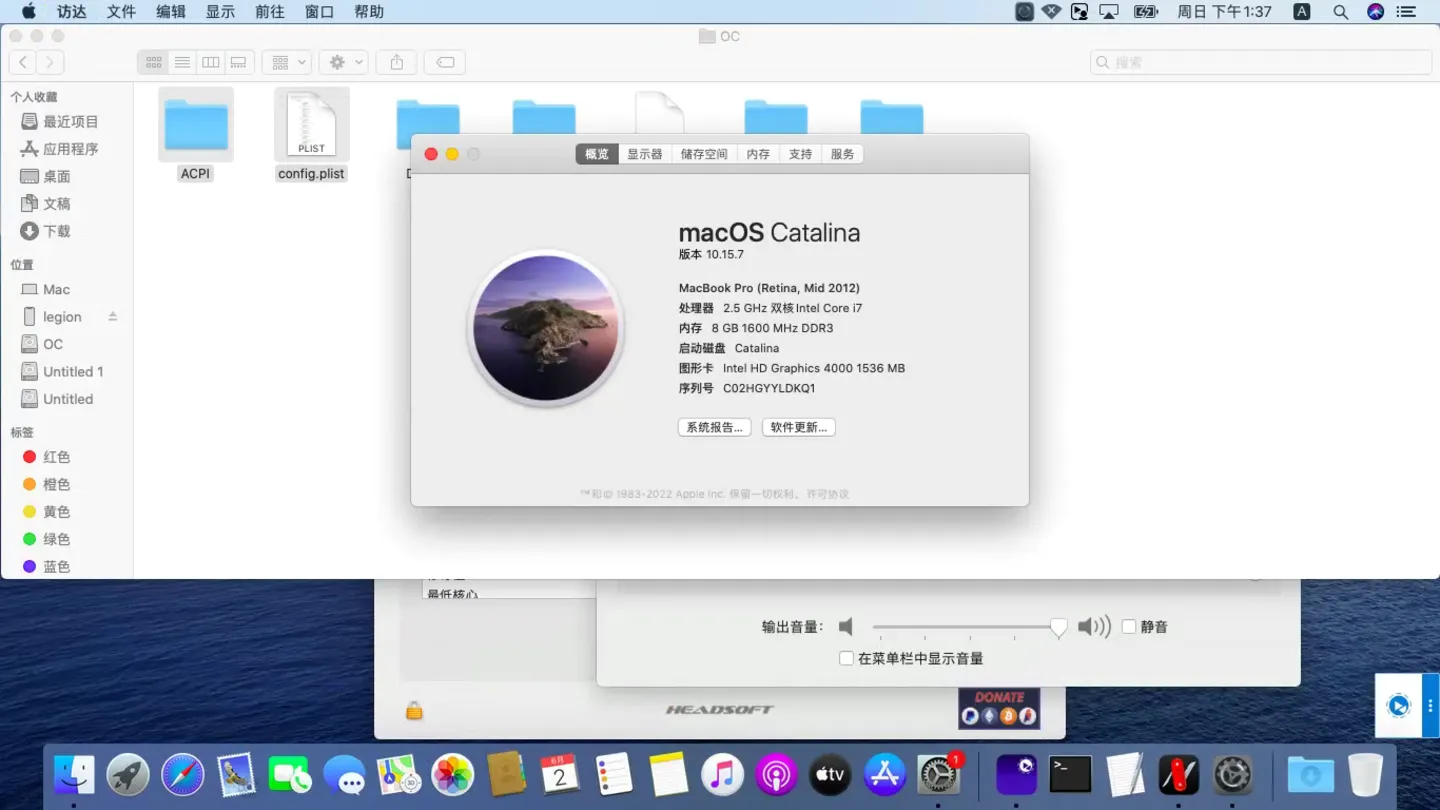 访达 文件 编辑 显示 前往 窗口 帮助 周日 下午1:37 A
OC
搜索
个人收藏
最近项目
应用程序
桌面
文稿
下载
位置
Mac
legion
OC
Untitled 1
Untitled
标签
红色
橙色
黄色
绿色
蓝色
PLIST
ACPI
config.plist
概览 显示器 储存空间 内存 支持 服务
macOS Catalina
版本 10.15.7
MacBook Pro (Retina, Mid 2012)
处理器 2.5 GHz 双核Intel Core i7
内存 8 GB 1600 MHz DDR3
启动磁盘 Catalina
图形卡 Intel HD Graphics 4000 1536 MB
序列号 C02HGYYLDKQ1
系统报告... 软件更新...
™和© 1983-2022 Apple Inc. 保留一切权利。许可协议
最低核心
输出音量: 静音
在菜单栏中显示音量
HEADSOFT
DONATE
6月
2
tv
1